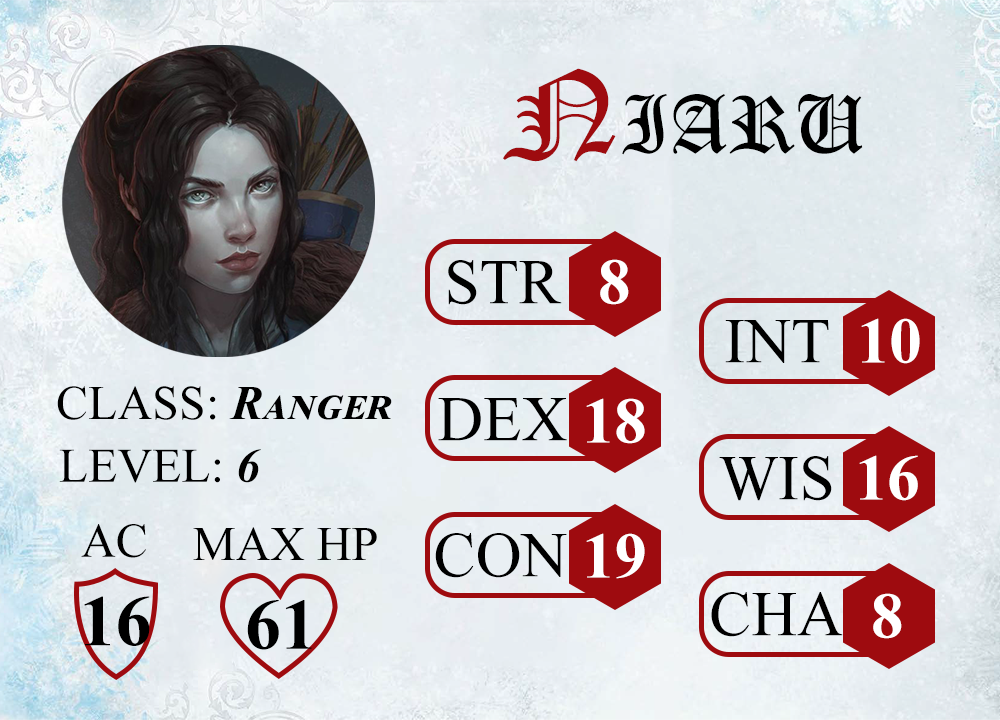 NIARU
CLASS: RANGER
LEVEL: 6
AC
16
MAX HP
61
STR 8
DEX 18
CON 19
INT 10
WIS 16
CHA 8